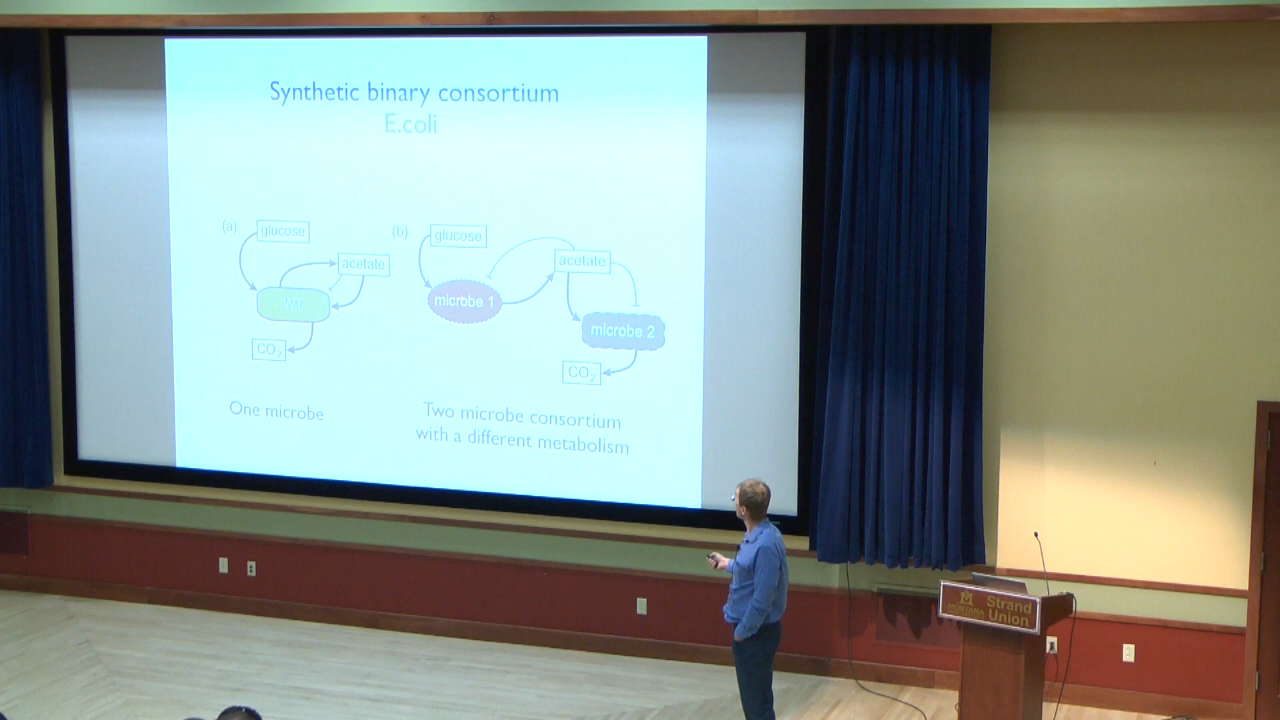 Synthetic binary consortium
E.coli
(a)
glucose
acetate
WT
CO2
One microbe
(b)
glucose
acetate
microbe 1
microbe 2
CO2
Two microbe consortium
with a different metabolism
M
MONTANA
Strand
Union